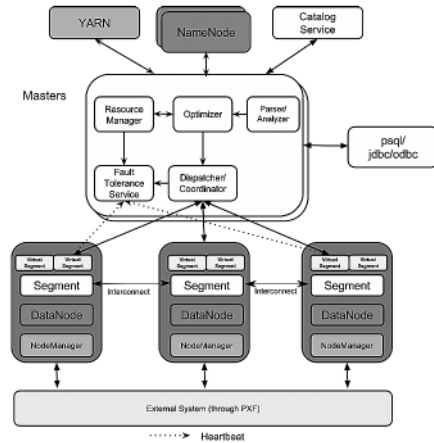 YARN
NameNode
Catalog
Service
Masters
Resource
Manager
Optimizer
Parser/
Analyzer
psql/
jdbc/odbc
Fault
Tolerance
Service
Dispatcher/
Coordinator
Virtual
Segment
Virtual
Segment
Virtual
Segment
Virtual
Segment
Virtual
Segment
Virtual
Segment
Segment
Interconnect
Segment
Interconnect
Segment
DataNode
DataNode
DataNode
NodeManager
NodeManager
NodeManager
External System (through PXF)
Heartbeat